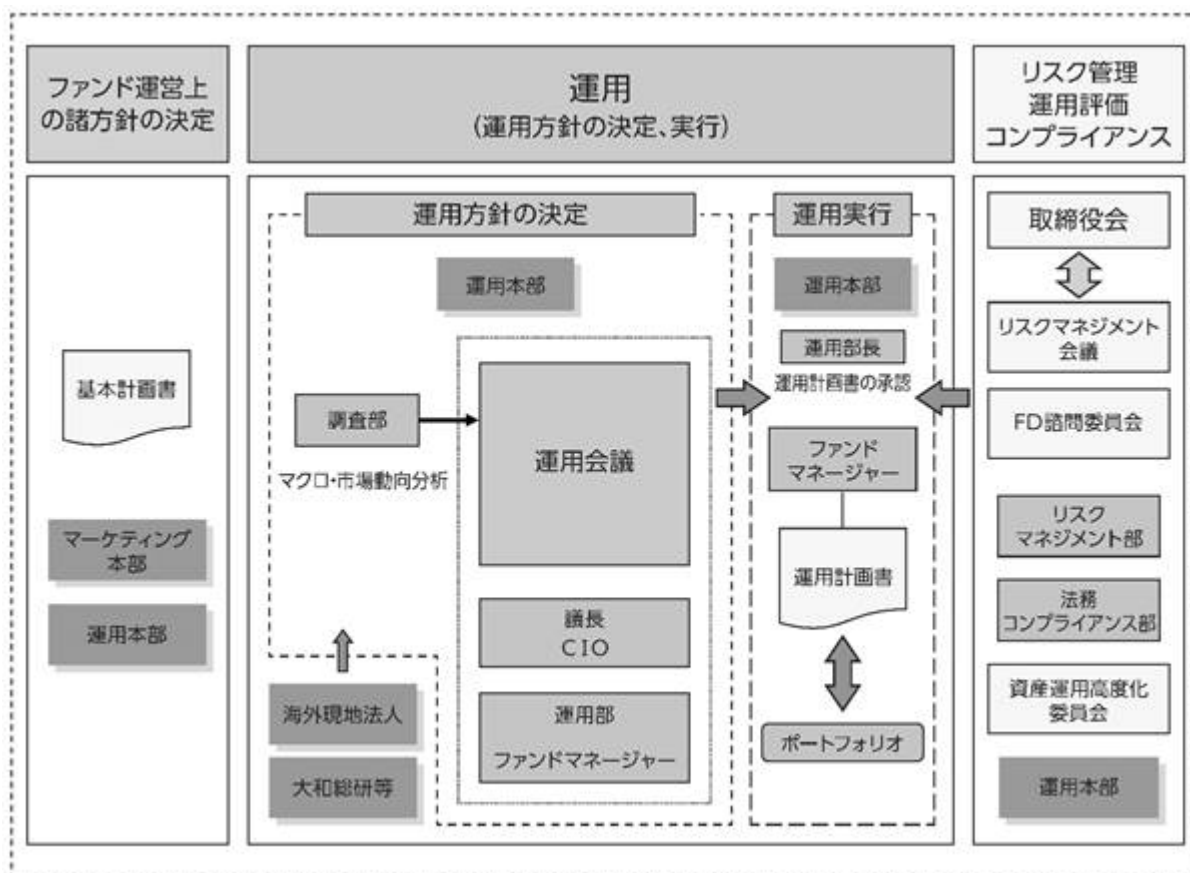 ファンド運営上
の諸方針の決定
運用
(運用方針の決定、実行)
リスク管理
運用評価
コンプライアンス
基本計画書
マーケティング
本部
運用本部
運用方針の決定
運用本部
調査部
マクロ・市場動向分析
運用会議
議長
CIO
運用部
ファンドマネージャー
海外現地法人
大和総研等
運用実行
運用本部
運用部長
運用計画書の承認
ファンド
マネージャー
運用計画書
ポートフォリオ
取締役会
リスクマネジメント
会議
FD諮問委員会
リスク
マネジメント部
法務
コンプライアンス部
資産運用高度化
委員会
運用本部